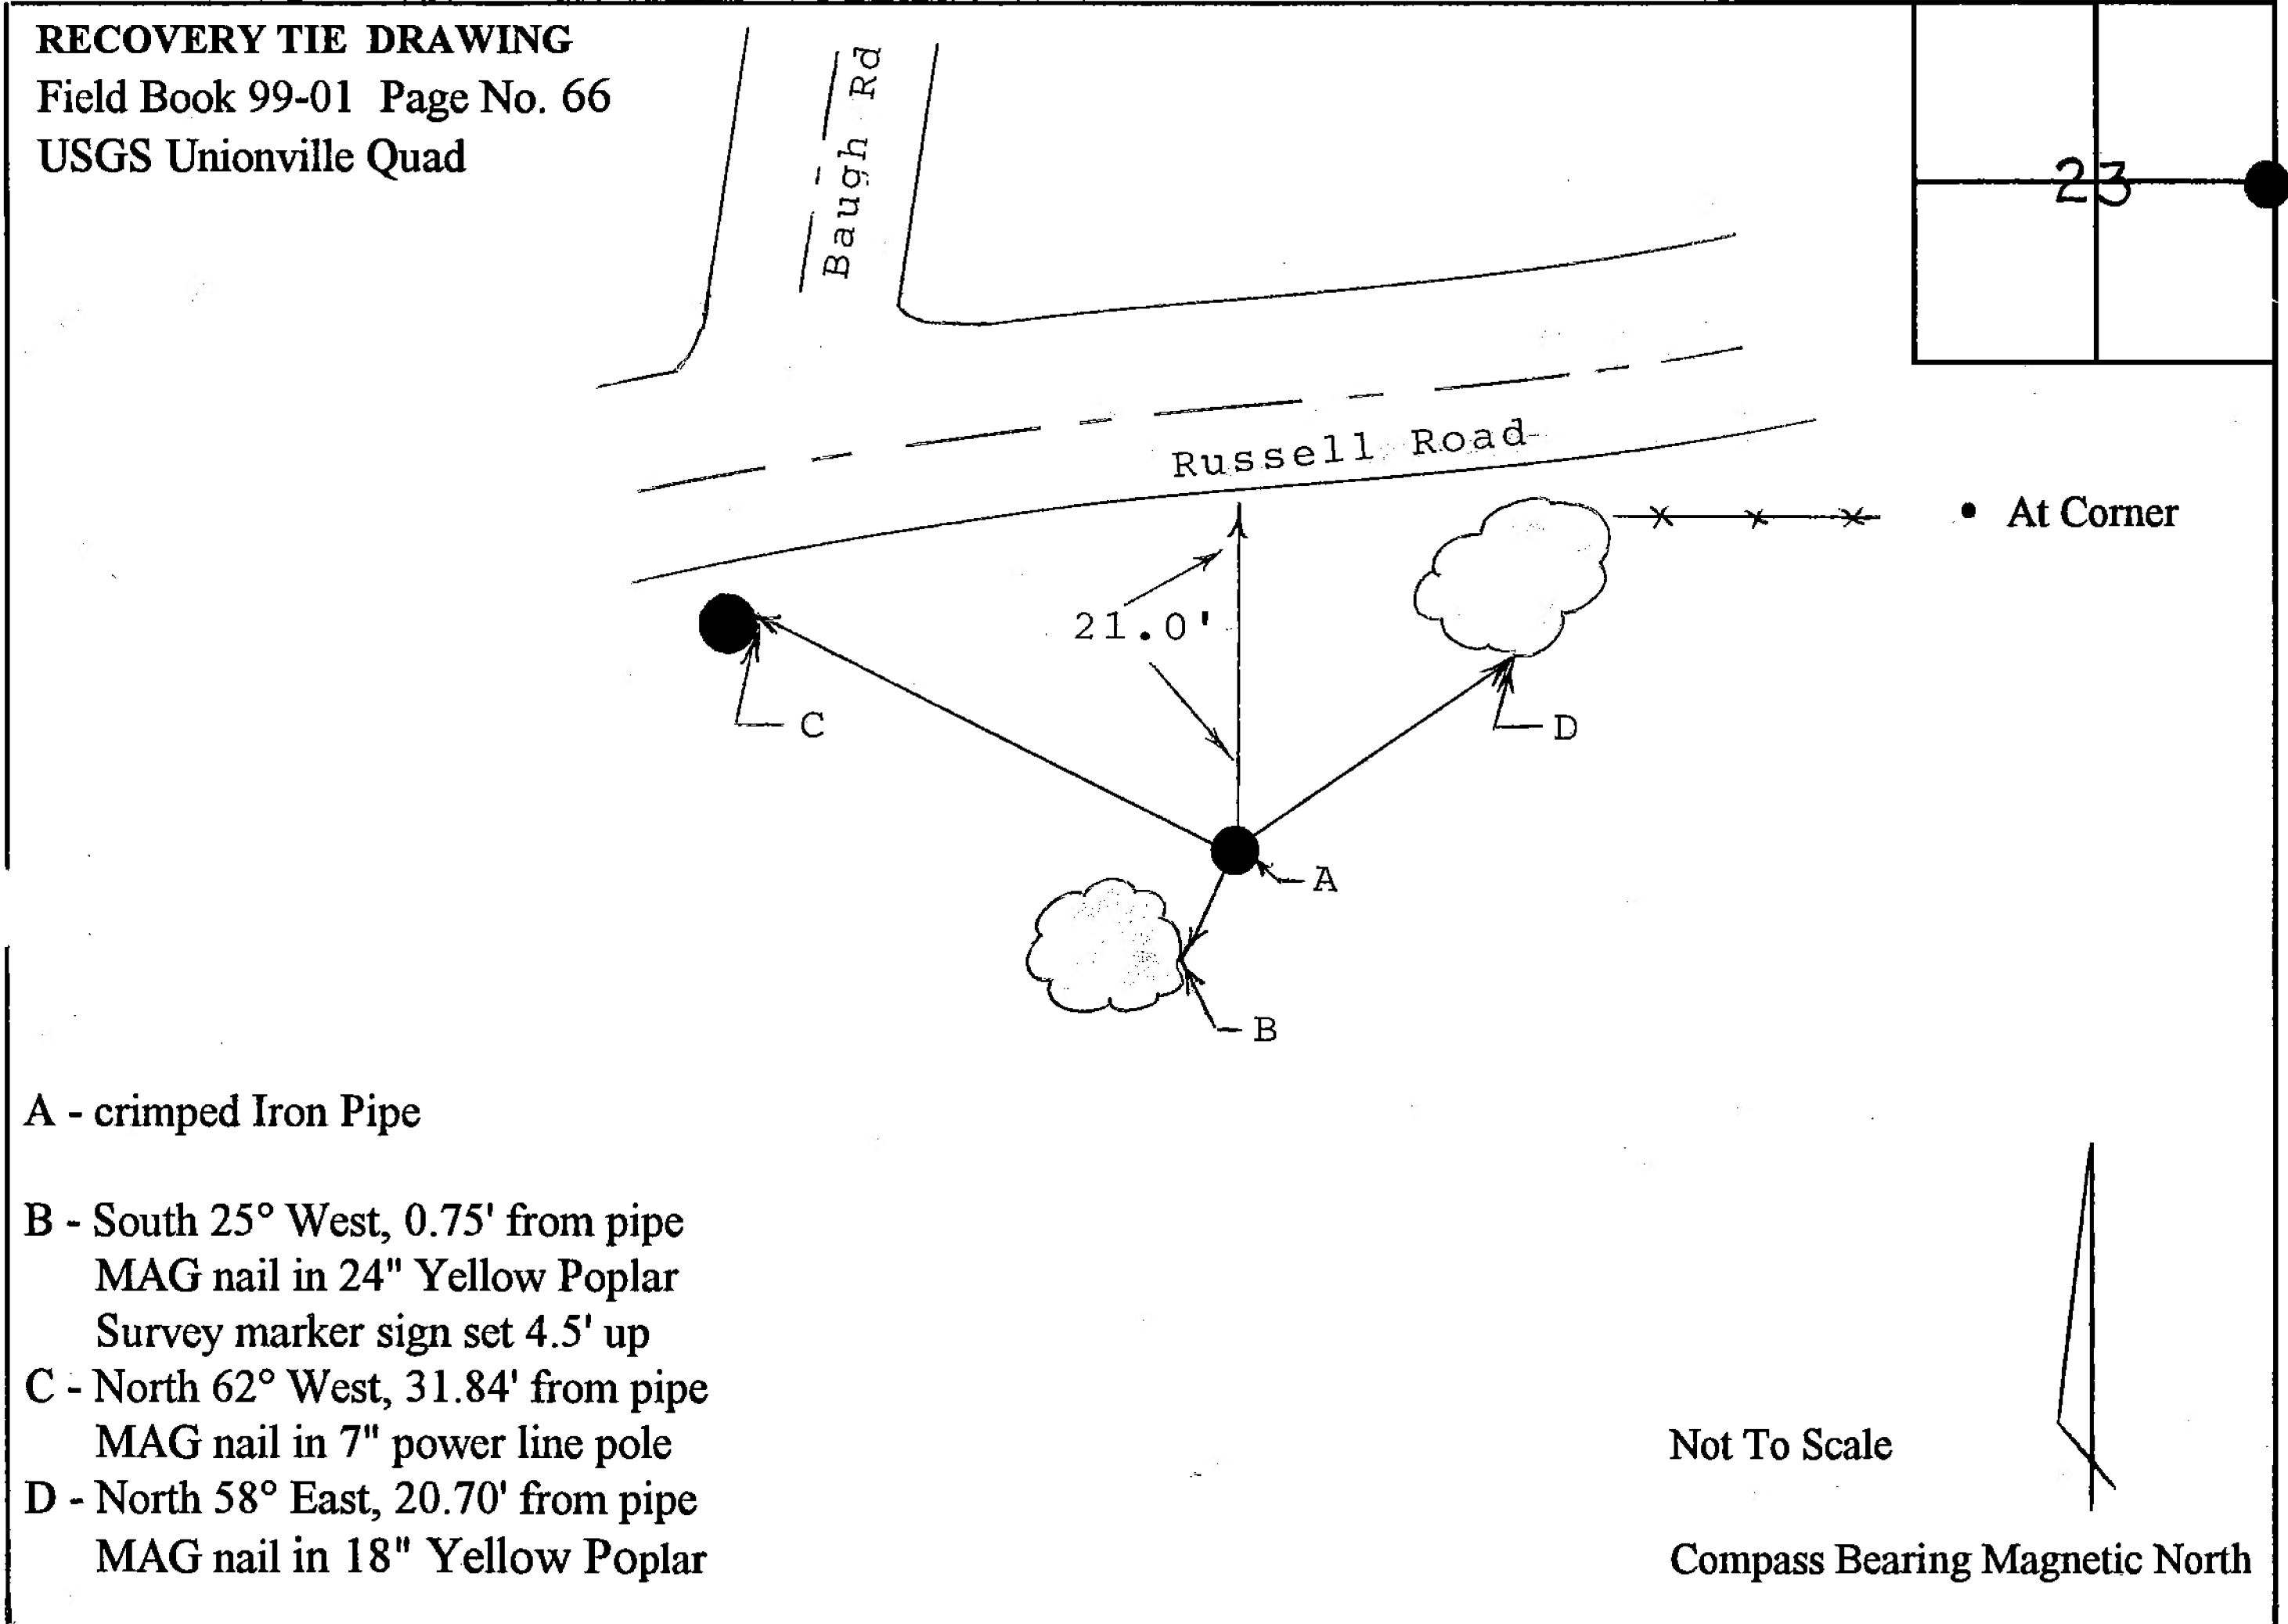 RECOVERY TIE DRAWING
Field Book 99-01 Page No. 66
USGS Unionville Quad
Baugh Rd
23
Russell Road
• At Corner
21.0'
C
D
A
B
A - crimped Iron Pipe
B - South 25° West, 0.75' from pipe
MAG nail in 24" Yellow Poplar
Survey marker sign set 4.5' up
C - North 62° West, 31.84' from pipe
MAG nail in 7" power line pole
D - North 58° East, 20.70' from pipe
MAG nail in 18" Yellow Poplar
Not To Scale
Compass Bearing Magnetic North